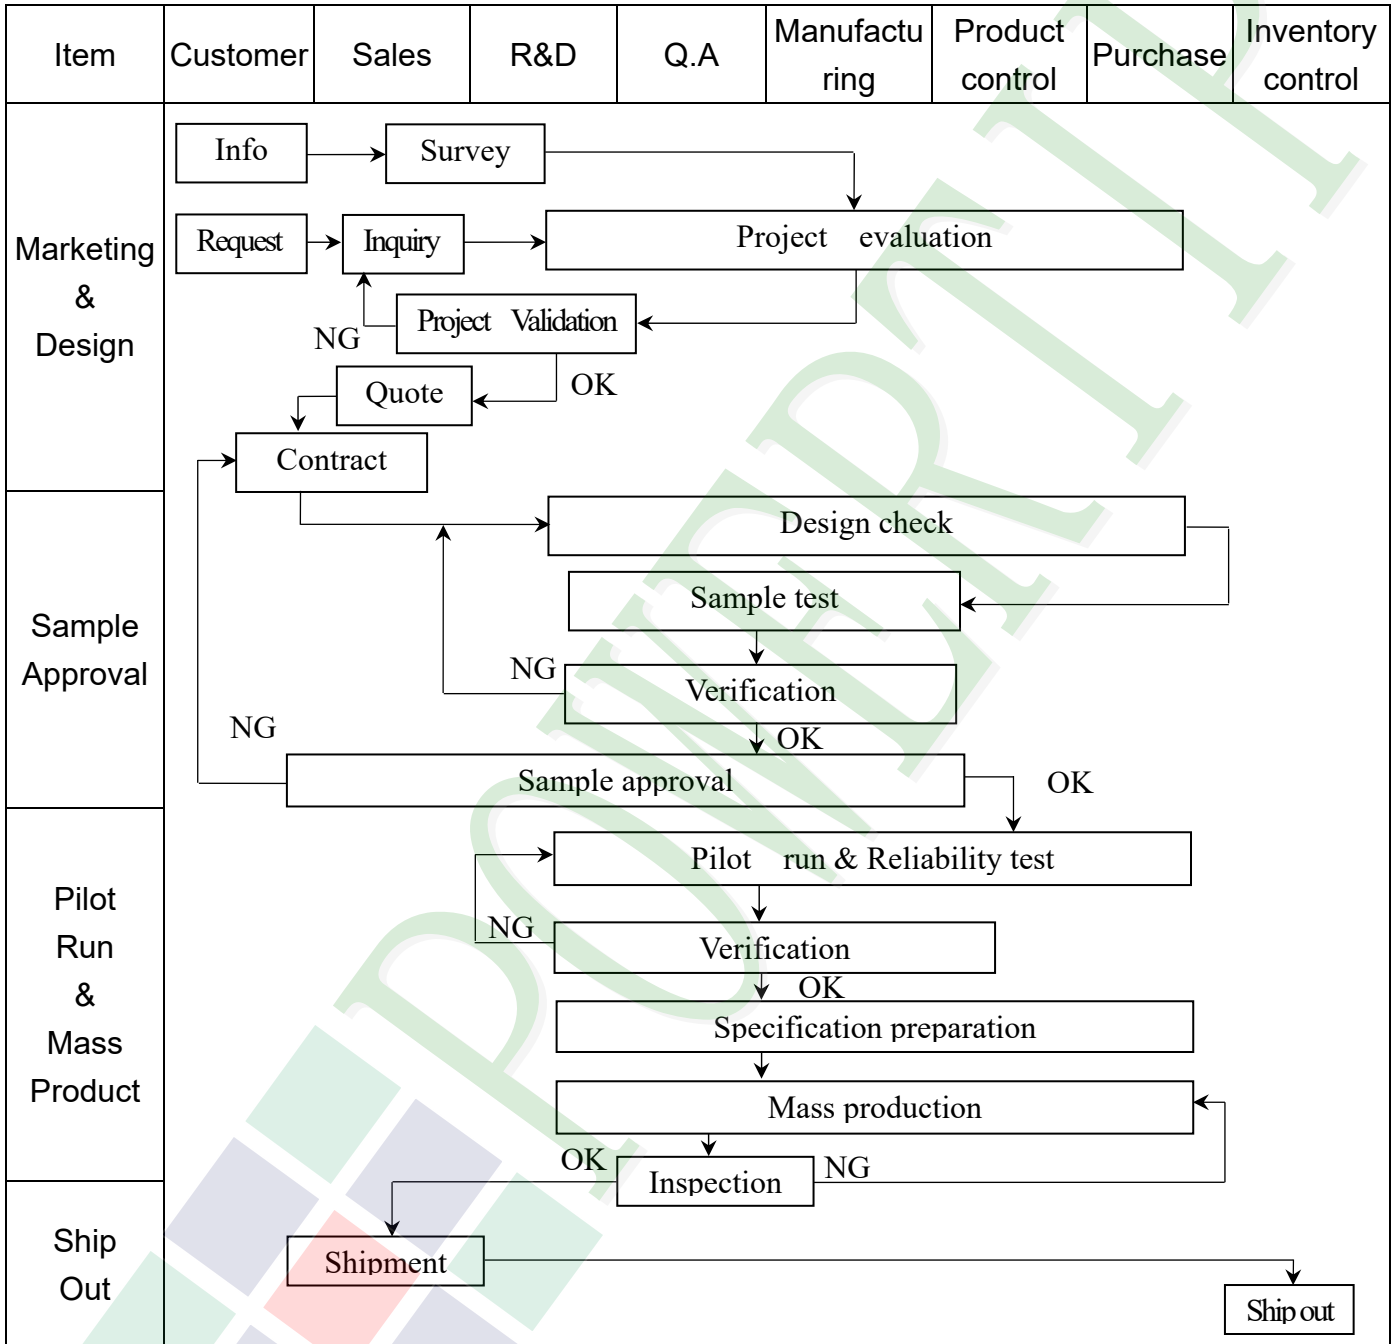 Item
Customer
Sales
R&D
Q.A
Manufactu
ring
Product
control
Purchase
Inventory
control
Marketing
&
Design
Info
Survey
Request
Inquiry
Project evaluation
Project Validation
NG
OK
Quote
Contract
Sample
Approval
Design check
Sample test
NG
Verification
OK
NG
Sample approval
OK
Pilot
Run
&
Mass
Product
Pilot run & Reliability test
NG
Verification
OK
Specification preparation
Mass production
OK
Inspection
NG
Ship
Out
Shipment
Ship out
POWERTIP